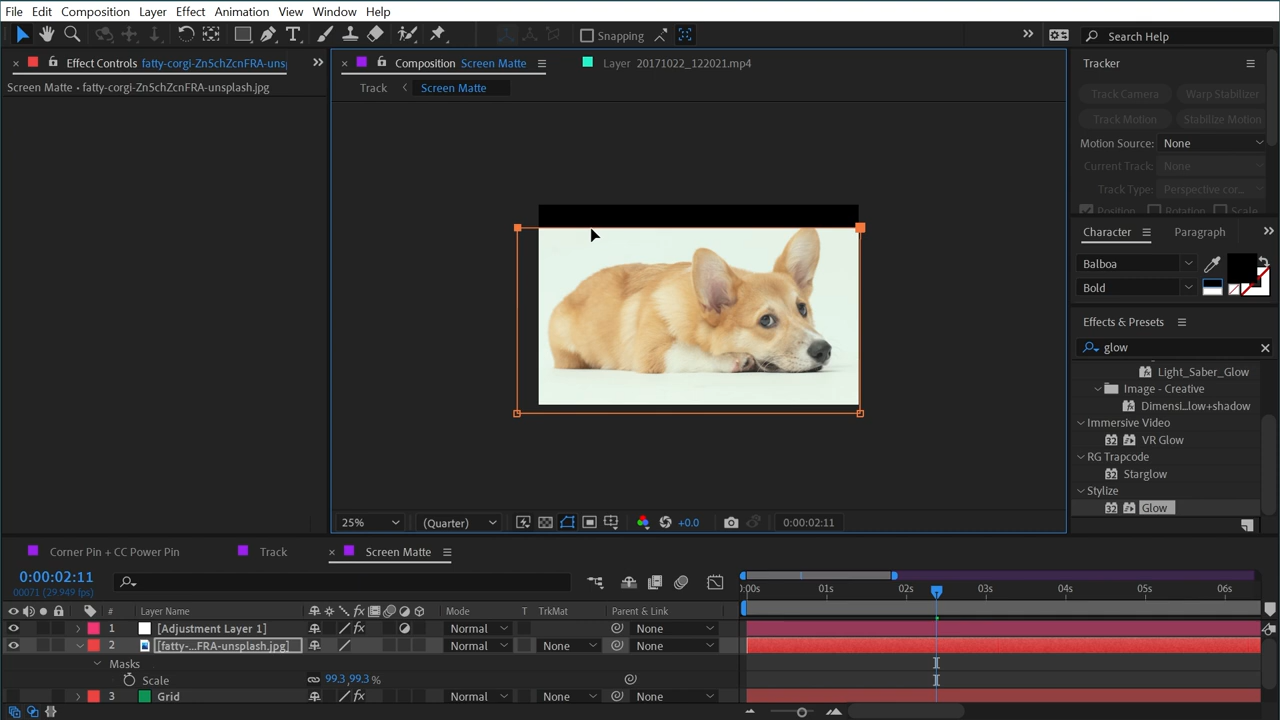 File Edit Composition Layer Effect Animation View Window Help
Snapping
Search Help
Effect Controls fatty-corgi-Zn5chZcnFRA-uns
Screen Matte • fatty-corgi-Zn5chZcnFRA-unsplash.jpg
Composition Screen Matte
Layer 20171022_122021.mp4
Track
Screen Matte
Tracker
Track Camera Warp Stabilizer
Track Motion Stabilize Motion
Motion Source: None
Current Track: None
Track Type: Perspective cor...
Position Rotation Scale
Character Paragraph
Balboa
Bold
Effects & Presets
glow
Light_Saber_Glow
Image - Creative
Dimensi...low+shadow
Immersive Video
VR Glow
RG Trapcode
Starglow
Stylize
Glow
25% (Quarter) +0.0 0:00:02:11
Corner Pin + CC Power Pin Track Screen Matte
0:00:02:11
00071 (29.949 fps)
:00s 01s 02s 03s 04s 05s 06s
# Layer Name Mode T TrkMat Parent & Link
1 [Adjustment Layer 1] Normal None
2 [fatty-...FRA-unsplash.jpg] Normal None None
Masks
Scale 99.3,99.3 %
3 Grid Normal None None